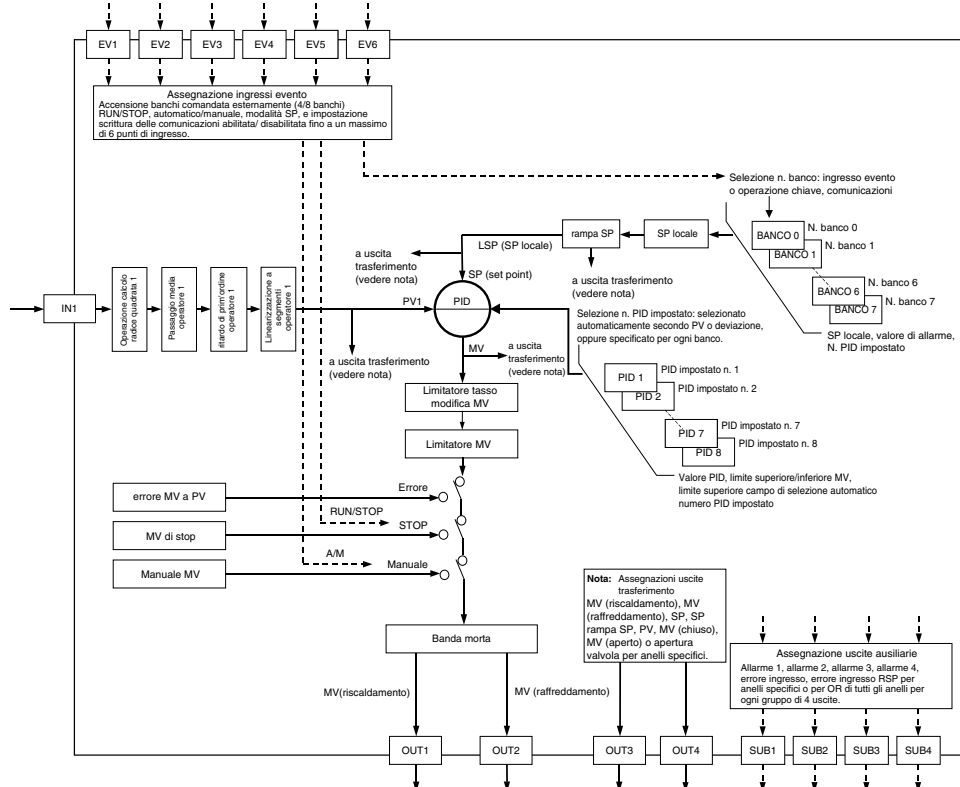 EV1 EV2 EV3 EV4 EV5 EV6
Assegnazione ingressi evento
Accensione banchi comandata esternamente (4/8 banchi)
RUN/STOP, automatico/manuale, modalità SP, e impostazione
scrittura delle comunicazioni abilitata/ disabilitata fino a un massimo
di 6 punti di ingresso.
Selezione n. banco: ingresso evento
o operazione chiave, comunicazioni
BANCO 0
N. banco 0
BANCO 1
N. banco 1
BANCO 6
N. banco 6
BANCO 7
N. banco 7
SP locale, valore di allarme,
N. PID impostato
rampa SP
SP locale
LSP (SP locale)
a uscita
trasferimento
(vedere nota)
SP (set point)
a uscita
trasferimento
(vedere nota)
IN1
Operazione calcolo
radice quadrata 1
Passaggio media
operatore 1
ritardo di prim'ordine
operatore 1
Linearizzazione a
segmenti
operatore 1
PV1
PID
a uscita trasferimento
(vedere nota)
MV
a uscita
trasferimento
(vedere nota)
Selezione n. PID impostato: selezionato
automaticamente secondo PV o deviazione,
oppure specificato per ogni banco.
PID 1
PID impostato n. 1
PID 2
PID impostato n. 2
PID 7
PID impostato n. 7
PID 8
PID impostato n. 8
Valore PID, limite superiore/inferiore MV,
limite superiore campo di selezione automatico
numero PID impostato
Limitatore tasso
modifica MV
Limitatore MV
errore MV a PV
Errore
RUN/STOP
MV di stop
STOP
A/M
Manuale MV
Manuale
Banda morta
MV(riscaldamento)
MV (raffreddamento)
Nota: Assegnazioni uscite
trasferimento
MV (riscaldamento), MV
(raffreddamento), SP, SP
rampa SP, PV, MV (chiuso),
MV (aperto) o apertura
valvola per anelli specifici.
Assegnazione uscite ausiliarie
Allarme 1, allarme 2, allarme 3, allarme 4,
errore ingresso, errore ingresso RSP per
anelli specifici o per OR di tutti gli anelli per
ogni gruppo di 4 uscite.
OUT1 OUT2 OUT3 OUT4 SUB1 SUB2 SUB3 SUB4